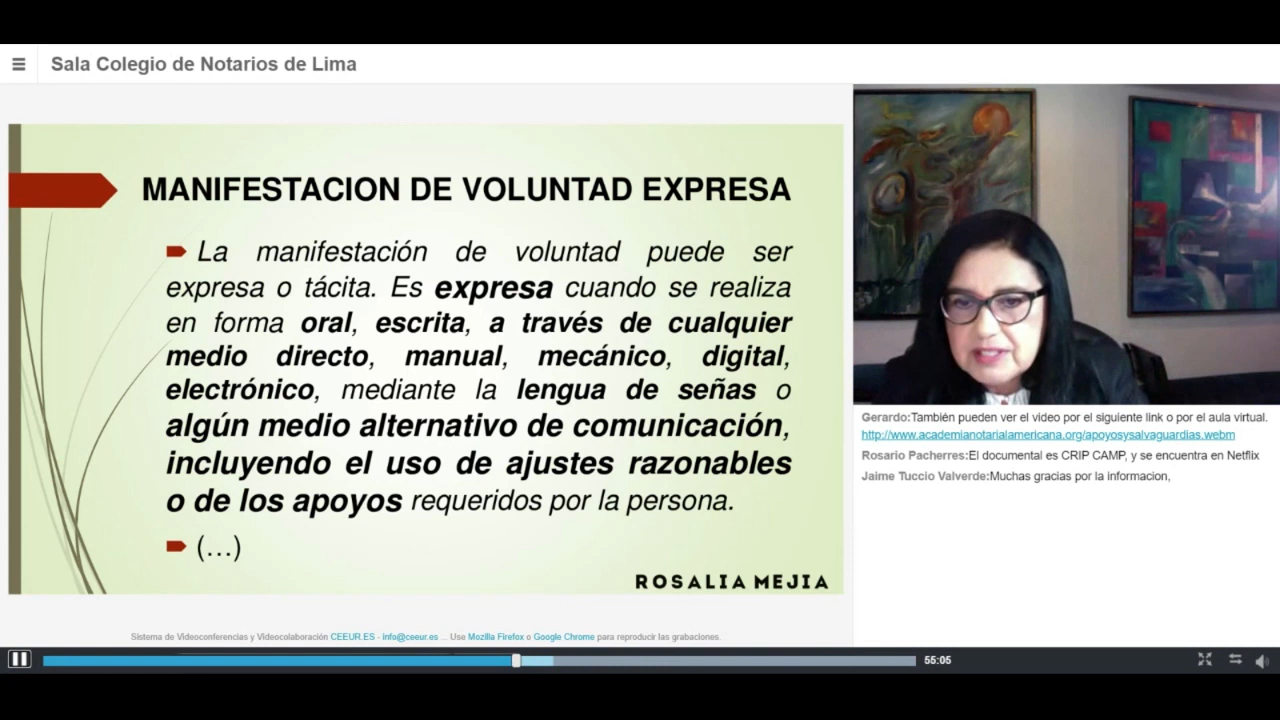 Sala Colegio de Notarios de Lima
MANIFESTACION DE VOLUNTAD EXPRESA
La manifestación de voluntad puede ser
expresa o tácita. Es expresa cuando se realiza
en forma oral, escrita, a través de cualquier
medio directo, manual, mecánico, digital,
electrónico, mediante la lengua de señas o
algún medio alternativo de comunicación,
incluyendo el uso de ajustes razonables
o de los apoyos requeridos por la persona.
(…)
ROSALIA MEJIA
Gerardo:También pueden ver el video por el siguiente link o por el aula virtual.
http://www.academianotarialamericana.org/apoyosysalvaguardias.webm
Rosario Pacherres:El documental es CRIP CAMP, y se encuentra en Netflix
Jaime Tuccio Valverde:Muchas gracias por la informacion,
Sistema de Videoconferencias y Videocolaboración CEEUR.ES - info@ceeur.es ... Use Mozilla Firefox o Google Chrome para reproducir las grabaciones.
55:05